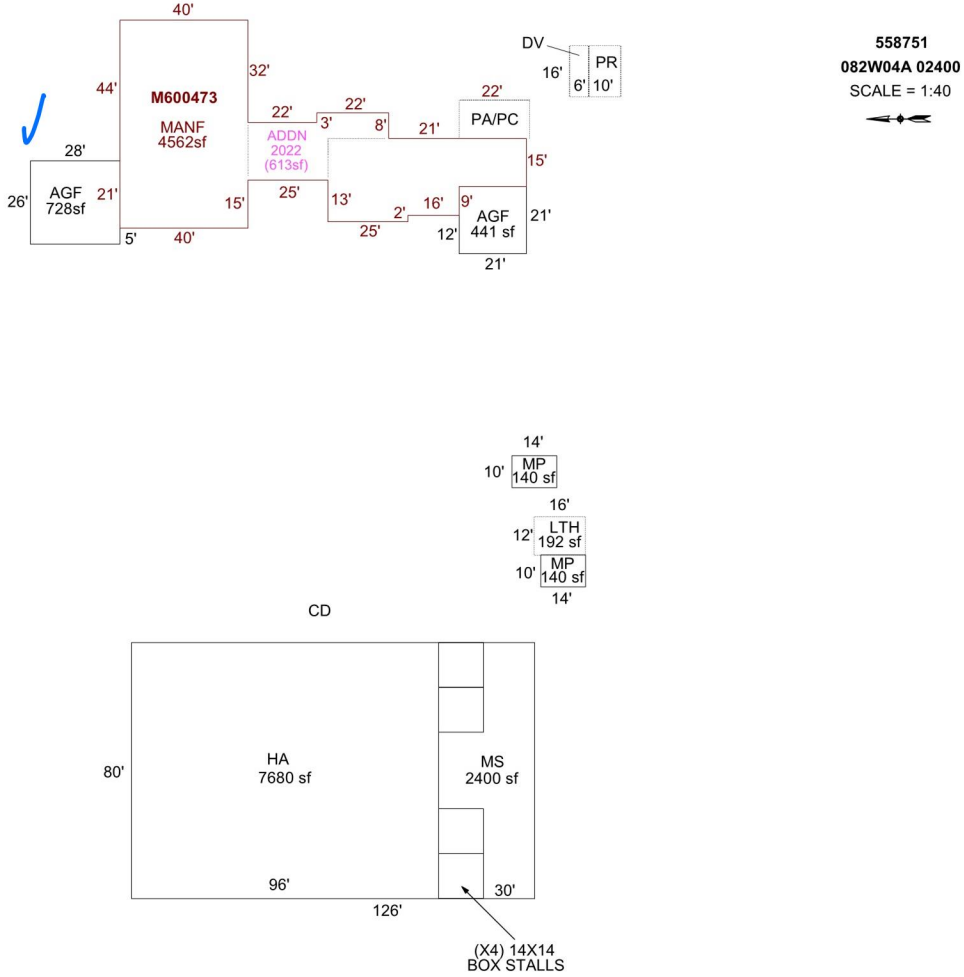 40'
DV
558751
16'
PR
6'
10'
082W04A 02400
SCALE = 1:40
44'
32'
M600473
MANF
4562sf
22'
3'
22'
8'
21'
22'
PA/PC
ADDN
2022
(613sf)
28'
15'
26'
AGF
728sf
21'
15'
25'
13'
2'
16'
9'
AGF
441 sf
21'
5'
40'
25'
12'
21'
14'
10'
MP
140 sf
16'
12'
LTH
192 sf
10'
MP
140 sf
14'
CD
80'
HA
7680 sf
MS
2400 sf
96'
30'
126'
(X4) 14X14
BOX STALLS